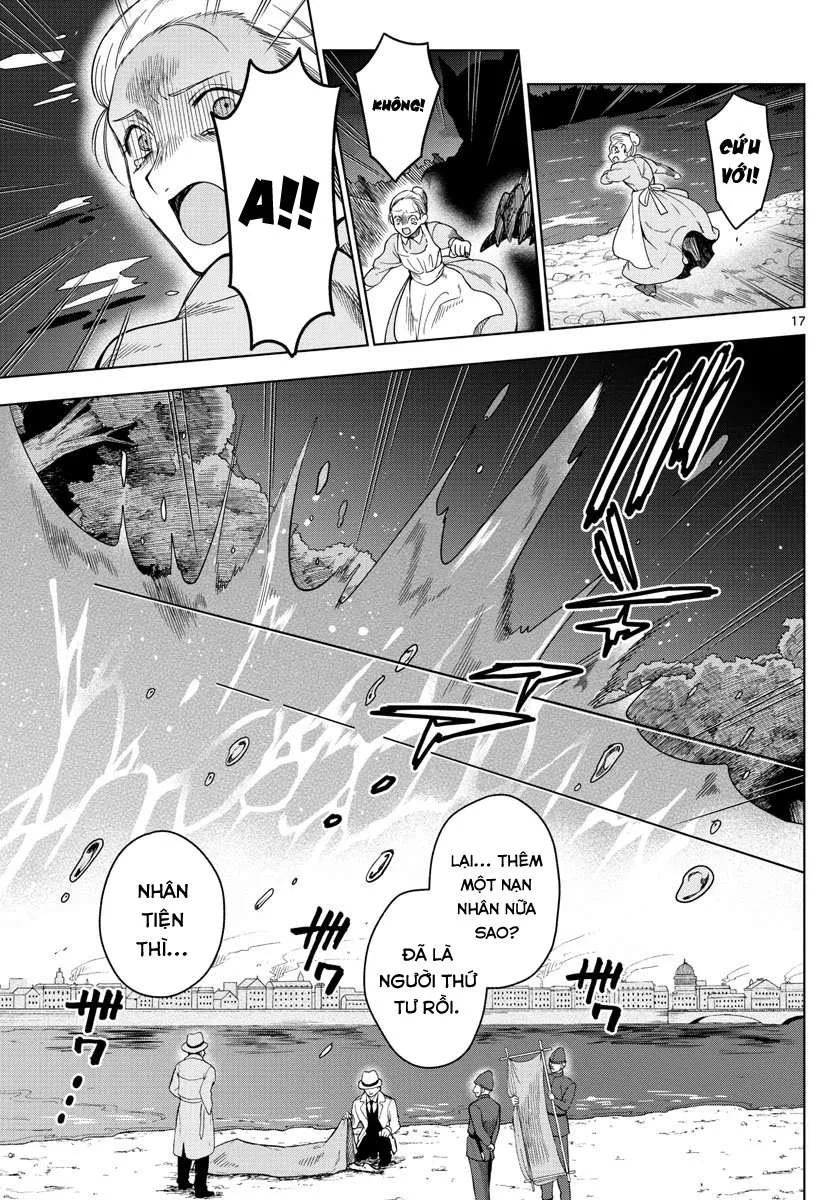 CỨU
VỚI!
KHÔNG!
A!!
17
LẠI... THÊM
MỘT NẠN
NHÂN NỮA
SAO?
ĐÃ LÀ
NGƯỜI THỨ
TƯ RỒI.
NHÂN
TIỆN
THÌ...